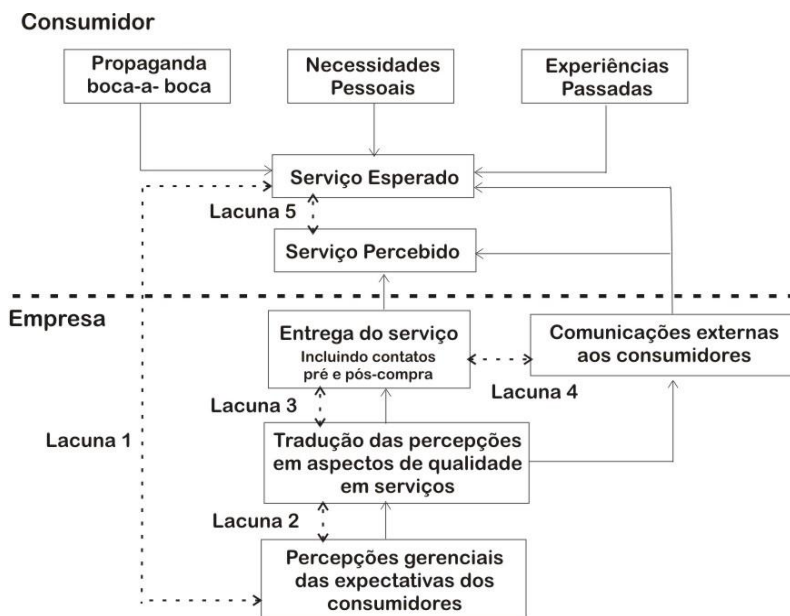 Consumidor
Propaganda
boca-a- boca
Necessidades
Pessoais
Experiências
Passadas
Serviço Esperado
Lacuna 5
Serviço Percebido
Empresa
Entrega do serviço
Incluindo contatos
pré e pós-compra
Comunicações externas
aos consumidores
Lacuna 4
Lacuna 3
Lacuna 1
Tradução das percepções
em aspectos de qualidade
em serviços
Lacuna 2
Percepções gerenciais
das expectativas dos
consumidores